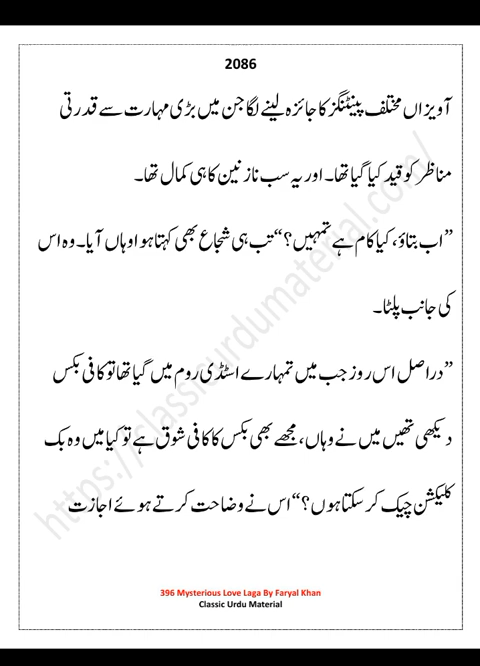 2086
آویزاں مختلف پینٹنگز کا جائزہ لینے لگا جن میں بڑی مہارت سے قدرتی
مناظر کو قید کیا گیا تھا۔ اور یہ سب نازنین کا ہی کمال تھا۔
”اب بتاؤ، کیا کام ہے تمہیں؟“ تب ہی شجاع بھی کہتا ہوا وہاں آیا۔ وہ اس
کی جانب پلٹا۔
”دراصل اس روز جب میں تمہارے اسٹڈی روم میں گیا تھا تو کافی بکس
دیکھی تھیں میں نے وہاں، مجھے بھی بکس کا کافی شوق ہے تو کیا میں وہ بک
کلیکشن چیک کر سکتا ہوں؟“ اس نے وضاحت کرتے ہوئے اجازت
https://classicurdumaterial.com/
396 Mysterious Love Laga By Faryal Khan
Classic Urdu Material